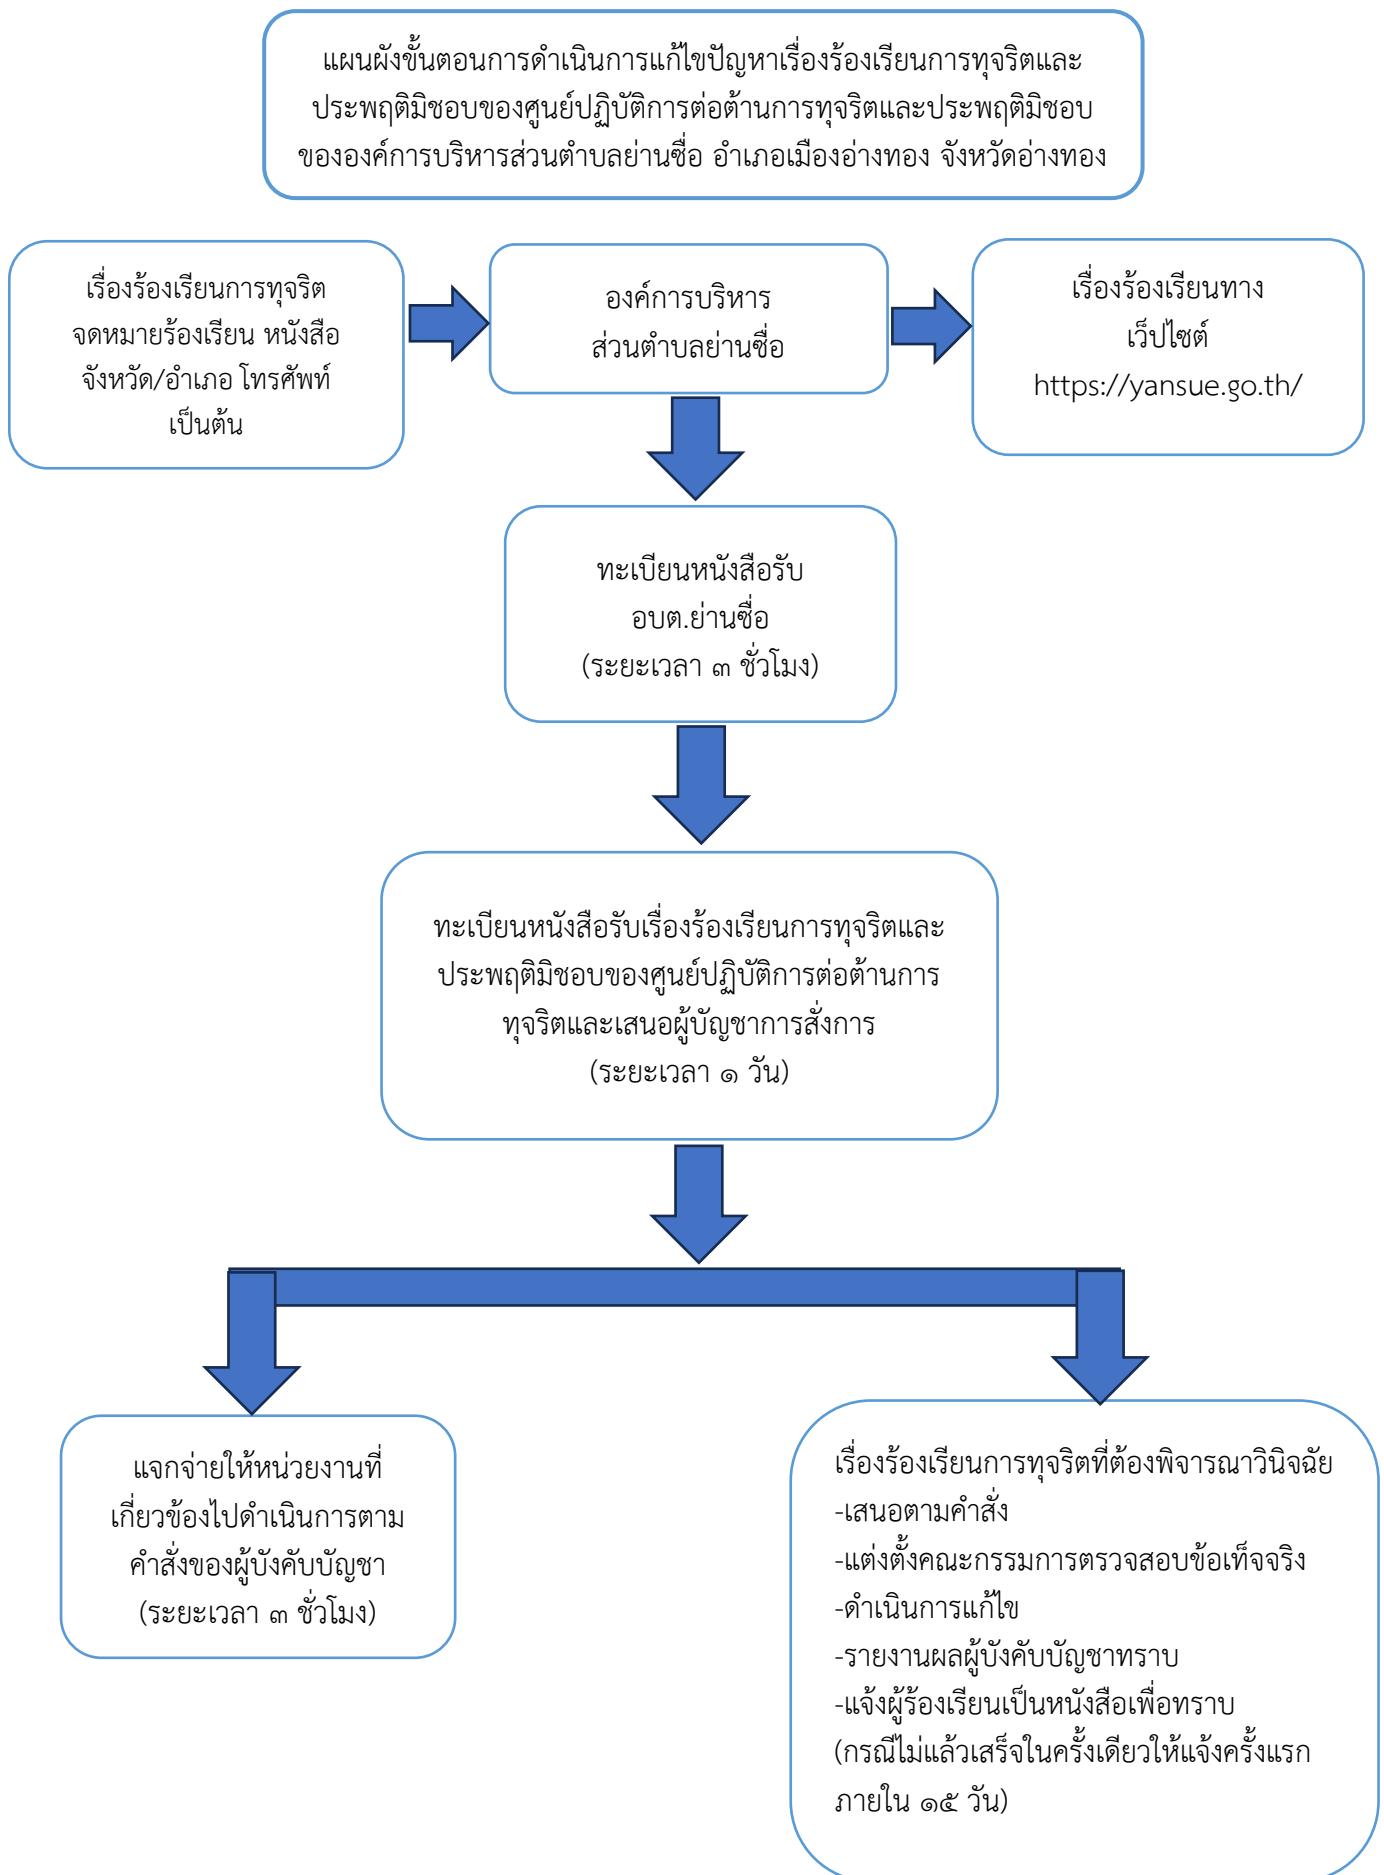 แผนผังขั้นตอนการดำเนินการแก้ไขปัญหาเรื่องร้องเรียนการทุจริตและ
ประพฤติมิชอบของศูนย์ปฏิบัติการต่อต้านการทุจริตและประพฤติมิชอบ
ขององค์การบริหารส่วนตำบลย่านซื่อ อำเภอเมืองอ่างทอง จังหวัดอ่างทอง
เรื่องร้องเรียนการทุจริต
จดหมายร้องเรียน หนังสือ
จังหวัด/อำเภอ โทรศัพท์
เป็นต้น
องค์การบริหาร
ส่วนตำบลย่านซื่อ
เรื่องร้องเรียนทาง
เว็ปไซต์
https://yansue.go.th/
ทะเบียนหนังสือรับ
อบต.ย่านซื่อ
(ระยะเวลา ๓ ชั่วโมง)
ทะเบียนหนังสือรับเรื่องร้องเรียนการทุจริตและ
ประพฤติมิชอบของศูนย์ปฏิบัติการต่อต้านการ
ทุจริตและเสนอผู้บัญชาการสั่งการ
(ระยะเวลา ๑ วัน)
แจกจ่ายให้หน่วยงานที่
เกี่ยวข้องไปดำเนินการตาม
คำสั่งของผู้บังคับบัญชา
(ระยะเวลา ๓ ชั่วโมง)
เรื่องร้องเรียนการทุจริตที่ต้องพิจารณาวินิจฉัย
-เสนอตามคำสั่ง
-แต่งตั้งคณะกรรมการตรวจสอบข้อเท็จจริง
-ดำเนินการแก้ไข
-รายงานผลผู้บังคับบัญชาทราบ
-แจ้งผู้ร้องเรียนเป็นหนังสือเพื่อทราบ
(กรณีไม่แล้วเสร็จในครั้งเดียวให้แจ้งครั้งแรก
ภายใน ๑๕ วัน)